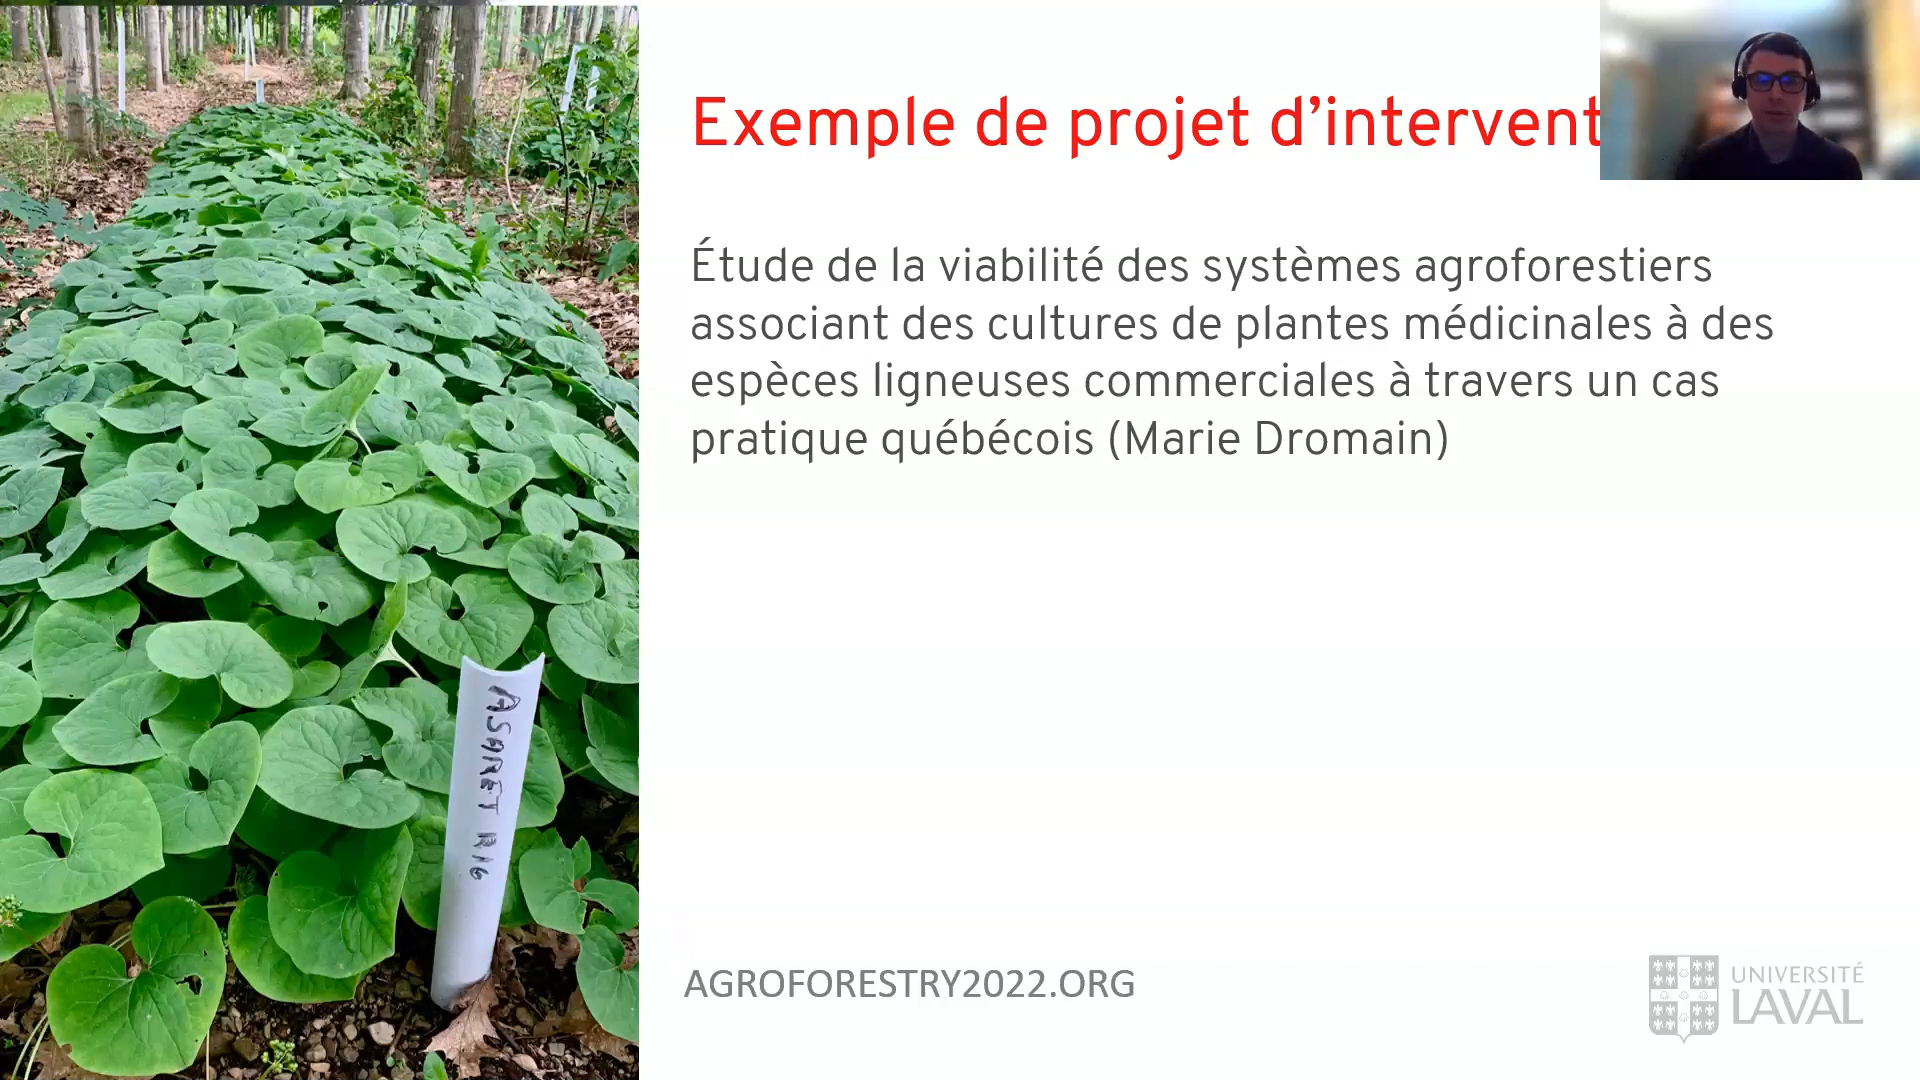 Exemple de projet d'intervent
Étude de la viabilité des systèmes agroforestiers
associant des cultures de plantes médicinales à des
espèces ligneuses commerciales à travers un cas
pratique québécois (Marie Dromain)
ASARET R16
AGROFORESTRY2022.ORG
UNIVERSITÉ
LAVAL